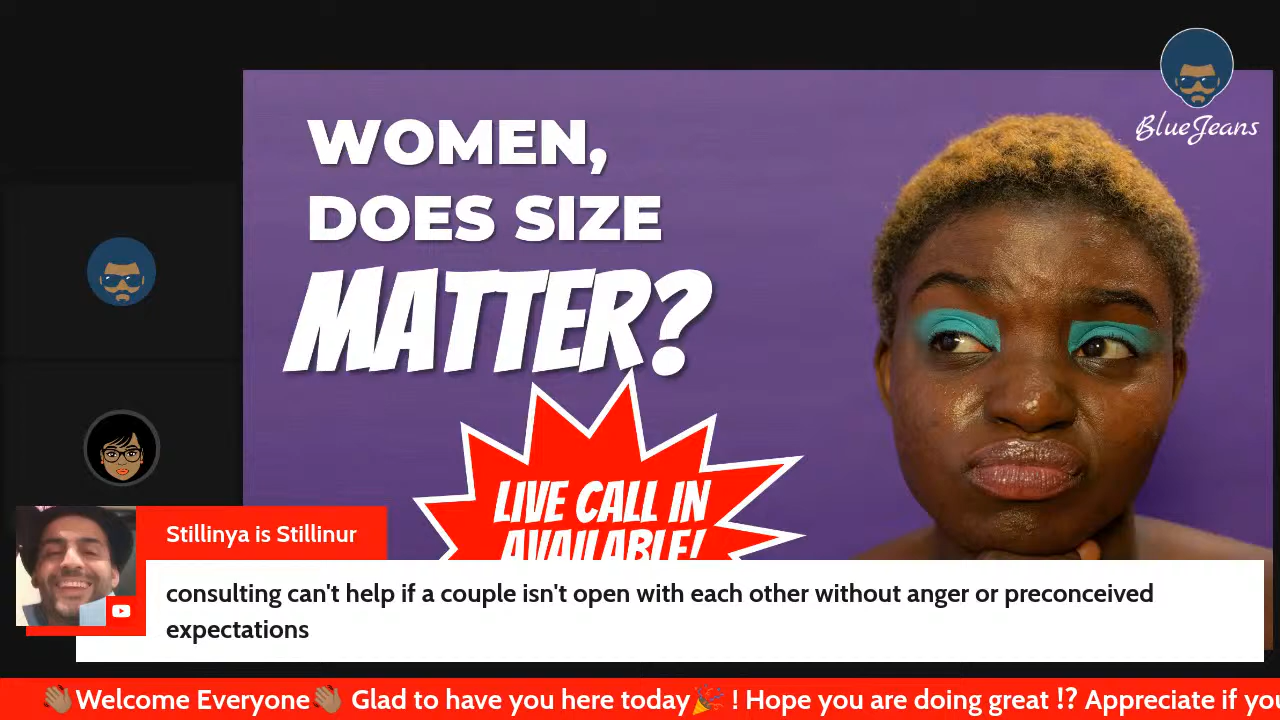 BlueJeans
WOMEN,
DOES SIZE
MATTER?
LIVE CALL IN
AVAILABLE!
Stillinya is Stillinur
consulting can't help if a couple isn't open with each other without anger or preconceived
expectations
👋🏽Welcome Everyone👋🏽 Glad to have you here today🎉 ! Hope you are doing great ⁉ Appreciate if you